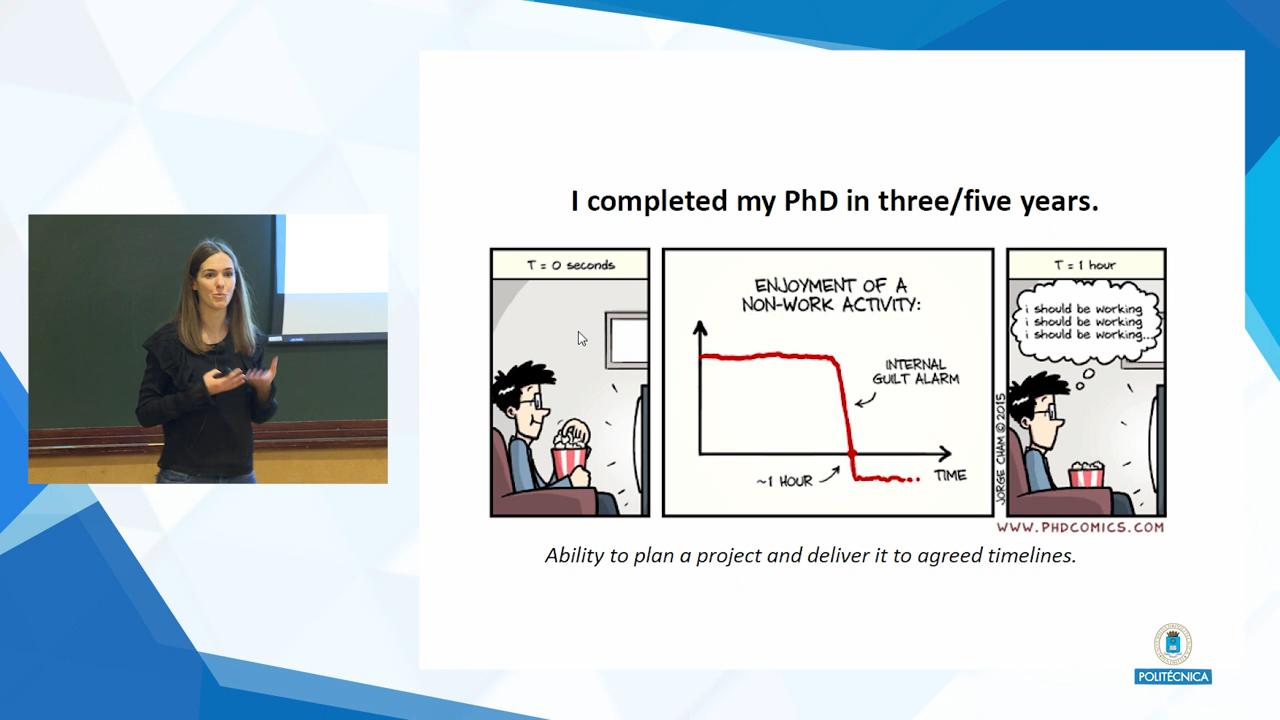 I completed my PhD in three/five years.
T = 0 seconds
ENJOYMENT OF A
NON-WORK ACTIVITY:
INTERNAL
GUILT ALARM
~1 HOUR
TIME
JORGE CHAM © 2015
T = 1 hour
i should be working
i should be working
i should be working...
WWW.PHDCOMICS.COM
Ability to plan a project and deliver it to agreed timelines.
POLITÉCNICA